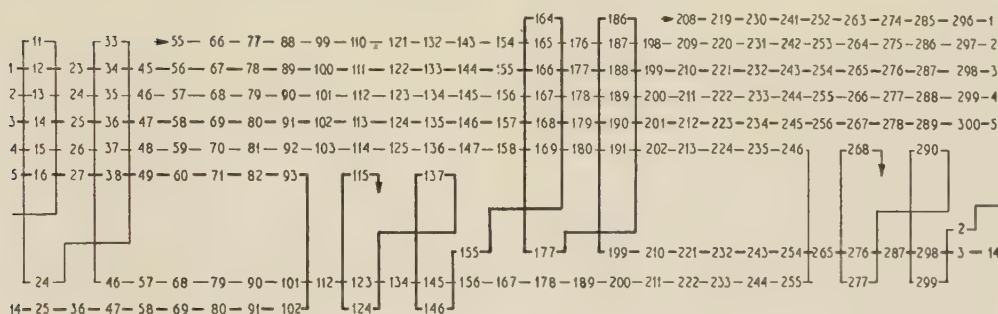 164 186 208 — 219 — 230 — 241 — 252 — 263 — 274 — 285 — 296 — 1
11 33 55 — 66 — 77 — 88 — 99 — 110 — 121 — 132 — 143 — 154 — 165 — 176 — 187 — 198 — 209 — 220 — 231 — 242 — 253 — 264 — 275 — 286 — 297 — 2
1 — 12 — 23 — 34 — 45 — 56 — 67 — 78 — 89 — 100 — 111 — 122 — 133 — 144 — 155 — 166 — 177 — 188 — 199 — 210 — 221 — 232 — 243 — 254 — 265 — 276 — 287 — 298 — 3
2 — 13 — 24 — 35 — 46 — 57 — 68 — 79 — 90 — 101 — 112 — 123 — 134 — 145 — 156 — 167 — 178 — 189 — 200 — 211 — 222 — 233 — 244 — 255 — 266 — 277 — 288 — 299 — 4
3 — 14 — 25 — 36 — 47 — 58 — 69 — 80 — 91 — 102 — 113 — 124 — 135 — 146 — 157 — 168 — 179 — 190 — 201 — 212 — 223 — 234 — 245 — 256 — 267 — 278 — 289 — 300 — 5
4 — 15 — 26 — 37 — 48 — 59 — 70 — 81 — 92 — 103 — 114 — 125 — 136 — 147 — 158 — 169 — 180 — 191 — 202 — 213 — 224 — 235 — 246 268 290
5 — 16 — 27 — 38 — 49 — 60 — 71 — 82 — 93 115 137
2
155 177 199 — 210 — 221 — 232 — 243 — 254 — 265 — 276 — 287 — 298 — 3 — 14
24 46 — 57 — 68 — 79 — 90 — 101 — 112 — 123 — 134 — 145 — 156 — 167 — 178 — 189 — 200 — 211 — 222 — 233 — 244 — 255 277 299
14 — 25 — 36 — 47 — 58 — 69 — 80 — 91 — 102 124 146